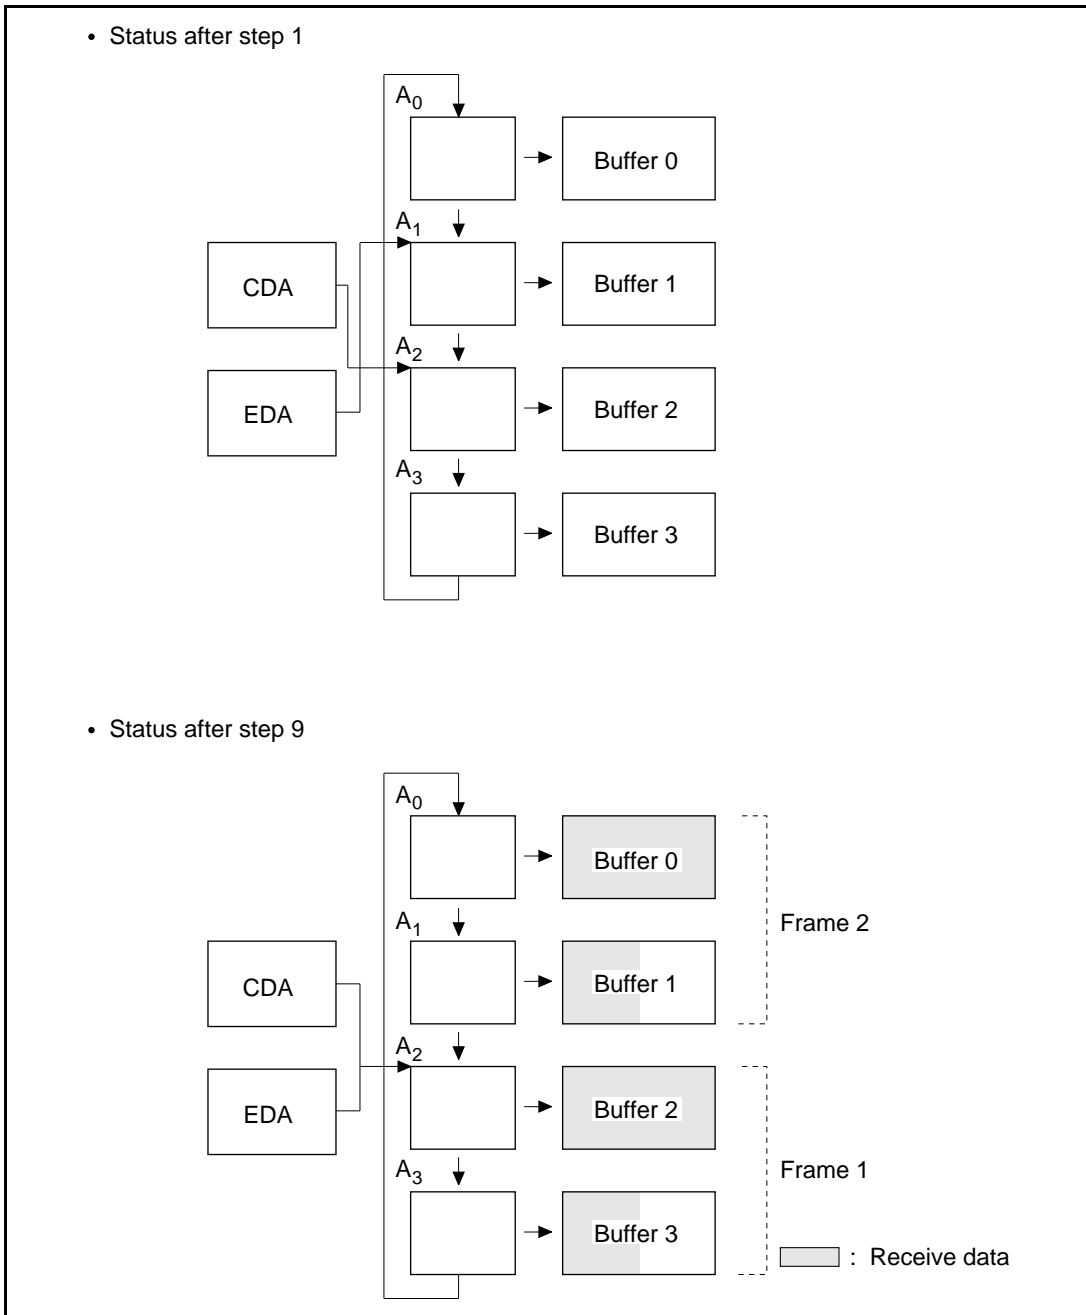 • Status after step 1
A0
Buffer 0
A1
CDA
Buffer 1
A2
EDA
Buffer 2
A3
Buffer 3
• Status after step 9
A0
Buffer 0
A1
Frame 2
CDA
Buffer 1
A2
EDA
Buffer 2
A3
Frame 1
Buffer 3
: Receive data